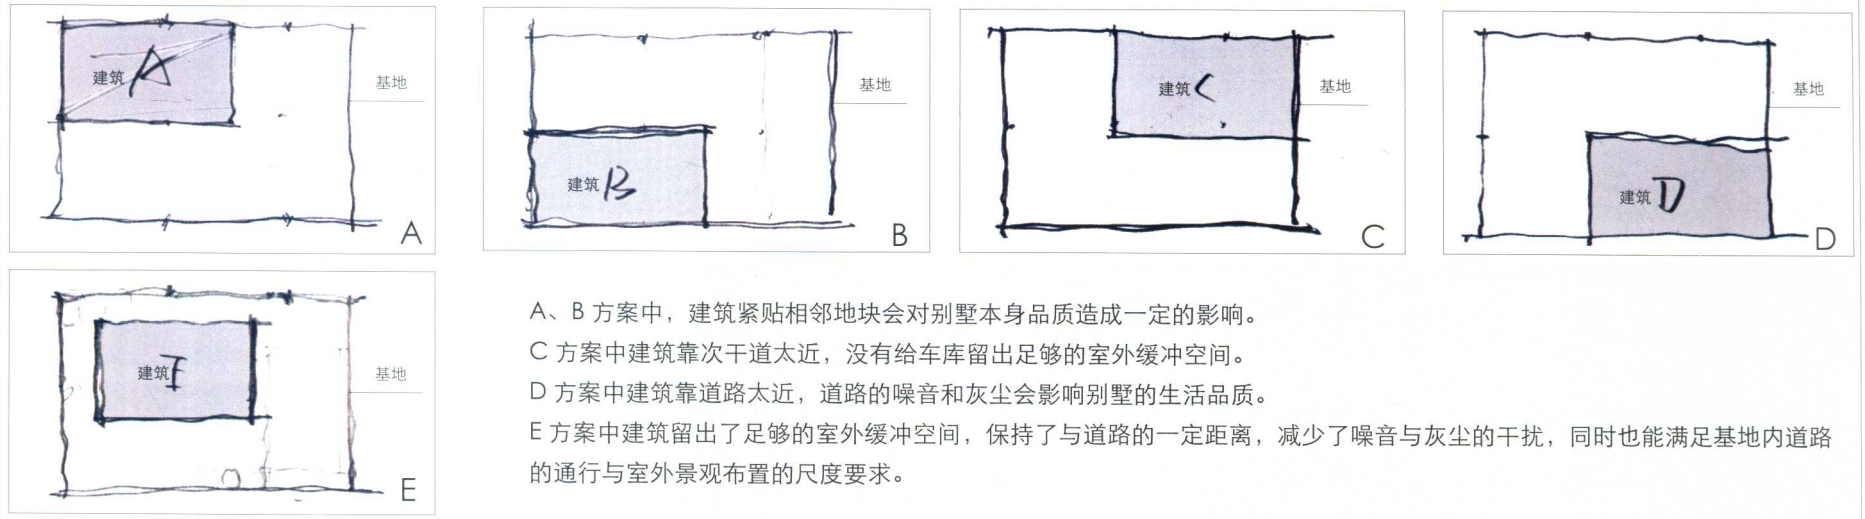 建筑 A
基地
A
建筑 B
基地
B
建筑 C
基地
C
建筑 D
基地
D
建筑 E
基地
E
A、B 方案中，建筑紧贴相邻地块会对别墅本身品质造成一定的影响。
C 方案中建筑靠次干道太近，没有给车库留出足够的室外缓冲空间。
D 方案中建筑靠道路太近，道路的噪音和灰尘会影响别墅的生活品质。
E 方案中建筑留出了足够的室外缓冲空间，保持了与道路的一定距离，减少了噪音与灰尘的干扰，同时也能满足基地内道路
的通行与室外景观布置的尺度要求。